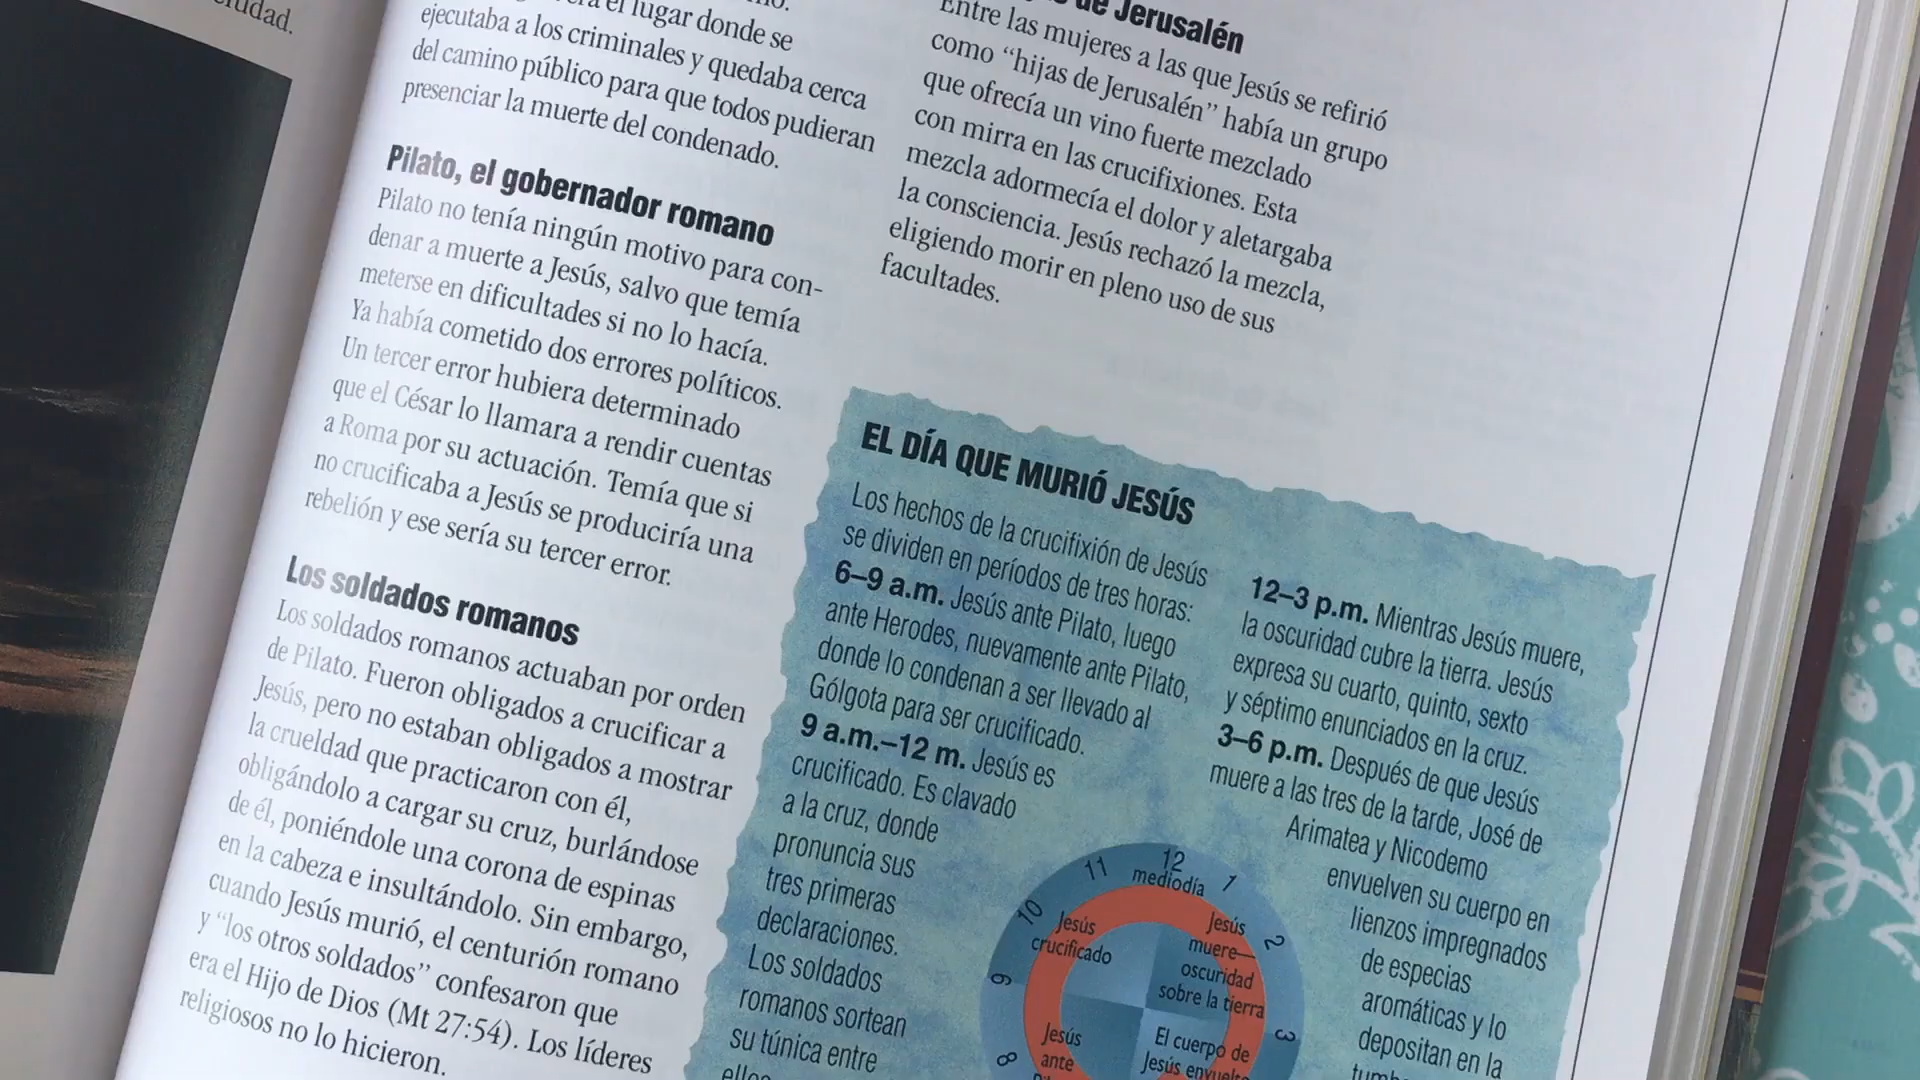 ciudad.
era el lugar donde se
ejecutaba a los criminales y quedaba cerca
del camino público para que todos pudieran
presenciar la muerte del condenado.
Pilato, el gobernador romano
Pilato no tenía ningún motivo para con-
denar a muerte a Jesús, salvo que temía
meterse en dificultades si no lo hacía.
Ya había cometido dos errores políticos.
Un tercer error hubiera determinado
que el César lo llamara a rendir cuentas
a Roma por su actuación. Temía que si
no crucificaba a Jesús se produciría una
rebelión y ese sería su tercer error.
Los soldados romanos
Los soldados romanos actuaban por orden
de Pilato. Fueron obligados a crucificar a
Jesús, pero no estaban obligados a mostrar
la crueldad que practicaron con él,
obligándolo a cargar su cruz, burlándose
de él, poniéndole una corona de espinas
en la cabeza e insultándolo. Sin embargo,
cuando Jesús murió, el centurión romano
y “los otros soldados” confesaron que
era el Hijo de Dios (Mt 27:54). Los líderes
religiosos no lo hicieron.
de Jerusalén
Entre las mujeres a las que Jesús se refirió
como “hijas de Jerusalén” había un grupo
que ofrecía un vino fuerte mezclado
con mirra en las crucifixiones. Esta
mezcla adormecía el dolor y aletargaba
la consciencia. Jesús rechazó la mezcla,
eligiendo morir en pleno uso de sus
facultades.
EL DÍA QUE MURIÓ JESÚS
Los hechos de la crucifixión de Jesús
se dividen en períodos de tres horas:
6–9 a.m. Jesús ante Pilato, luego
ante Herodes, nuevamente ante Pilato,
donde lo condenan a ser llevado al
Gólgota para ser crucificado.
9 a.m.–12 m. Jesús es
crucificado. Es clavado
a la cruz, donde
pronuncia sus
tres primeras
declaraciones.
Los soldados
romanos sortean
su túnica entre
ellos
12–3 p.m. Mientras Jesús muere,
la oscuridad cubre la tierra. Jesús
expresa su cuarto, quinto, sexto
y séptimo enunciados en la cruz.
3–6 p.m. Después de que Jesús
muere a las tres de la tarde, José de
Arimatea y Nicodemo
envuelven su cuerpo en
lienzos impregnados
de especias
aromáticas y lo
depositan en la
11
12
mediodía
1
10
2
9
3
8
Jesús
crucificado
Jesús
muere—
oscuridad
sobre la tierra
Jesús
ante
El cuerpo de
Jesús envuelto